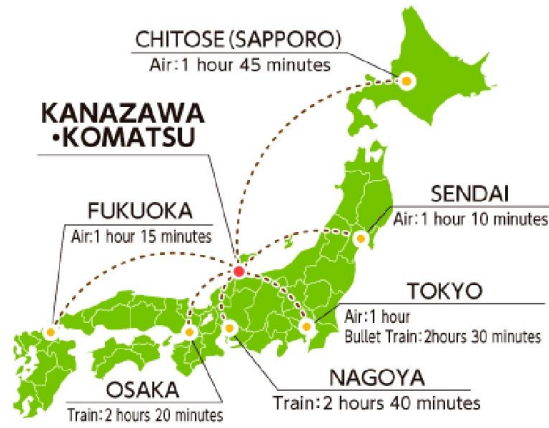 CHITOSE (SAPPORO)
Air:1 hour 45 minutes
KANAZAWA
•KOMATSU
SENDAI
Air:1 hour 10 minutes
FUKUOKA
Air:1 hour 15 minutes
TOKYO
Air:1 hour
Bullet Train:2hours 30 minutes
OSAKA
Train:2 hours 20 minutes
NAGOYA
Train:2 hours 40 minutes